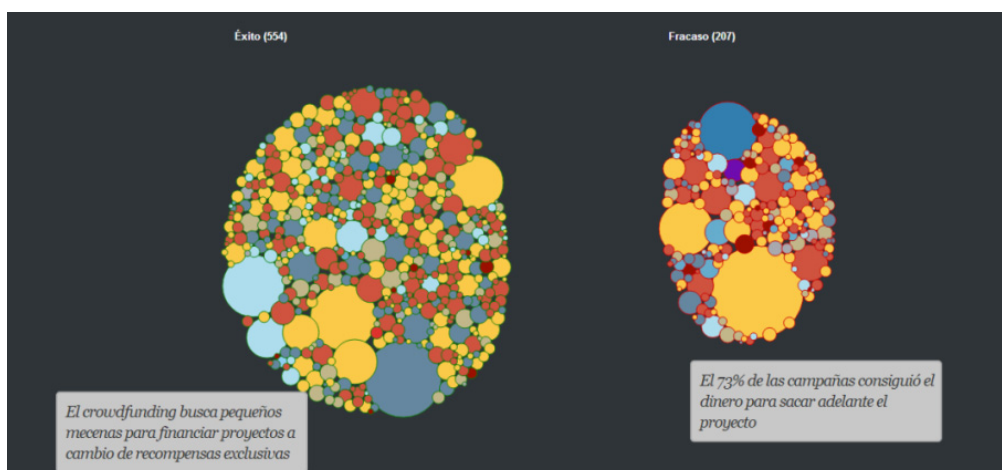 Éxito (554)
Fracaso (207)
El crowdfunding busca pequeños
mecenas para financiar proyectos a
cambio de recompensas exclusivas
El 73% de las campañas consiguió el
dinero para sacar adelante el
proyecto